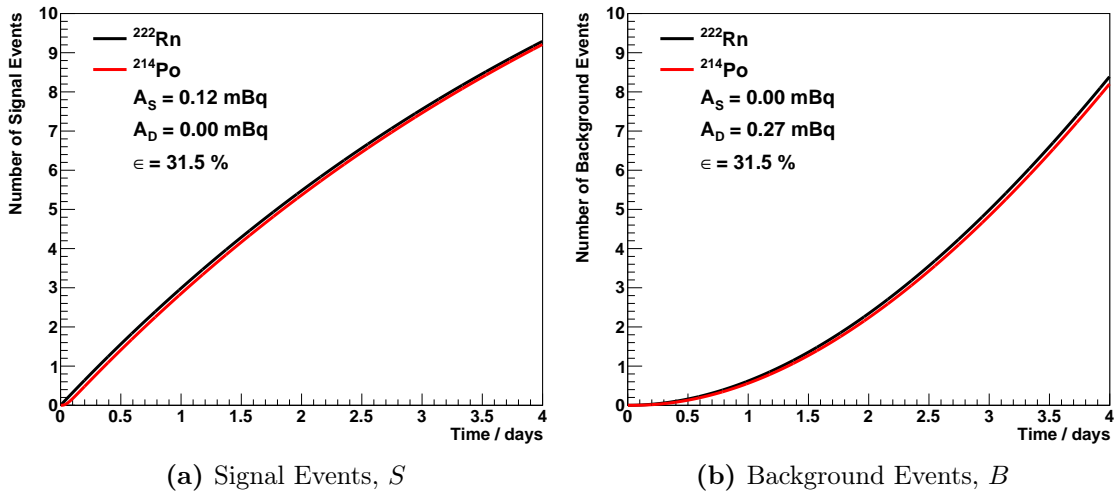 Number of Signal Events
10
9
8
7
6
5
4
3
2
1
0
²²²Rn
²¹⁴Po
A_S = 0.12 mBq
A_D = 0.00 mBq
∈ = 31.5 %
0 0.5 1 1.5 2 2.5 3 3.5 4
Time / days
(a) Signal Events, S
Number of Background Events
10
9
8
7
6
5
4
3
2
1
0
²²²Rn
²¹⁴Po
A_S = 0.00 mBq
A_D = 0.27 mBq
∈ = 31.5 %
0 0.5 1 1.5 2 2.5 3 3.5 4
Time / days
(b) Background Events, B